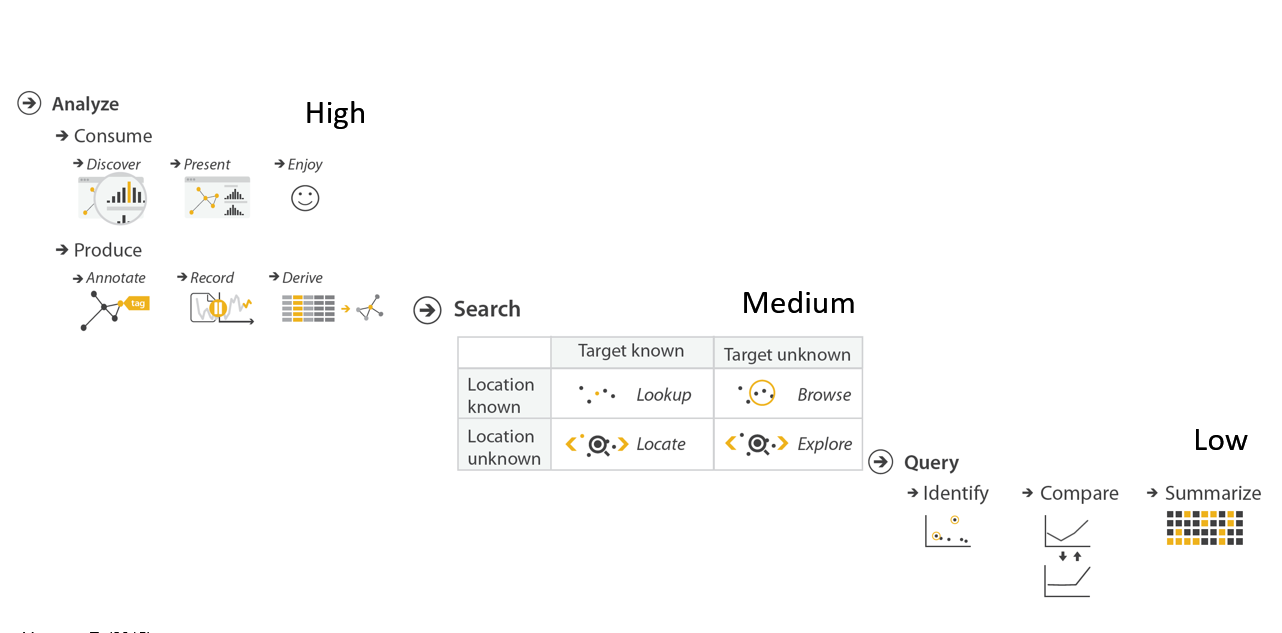 Analyze
High
Consume
Discover
Present
Enjoy
Produce
Annotate
Record
Derive
tag
Search
Medium
Target known
Target unknown
Location known
Lookup
Browse
Location unknown
Locate
Explore
Low
Query
Identify
Compare
Summarize